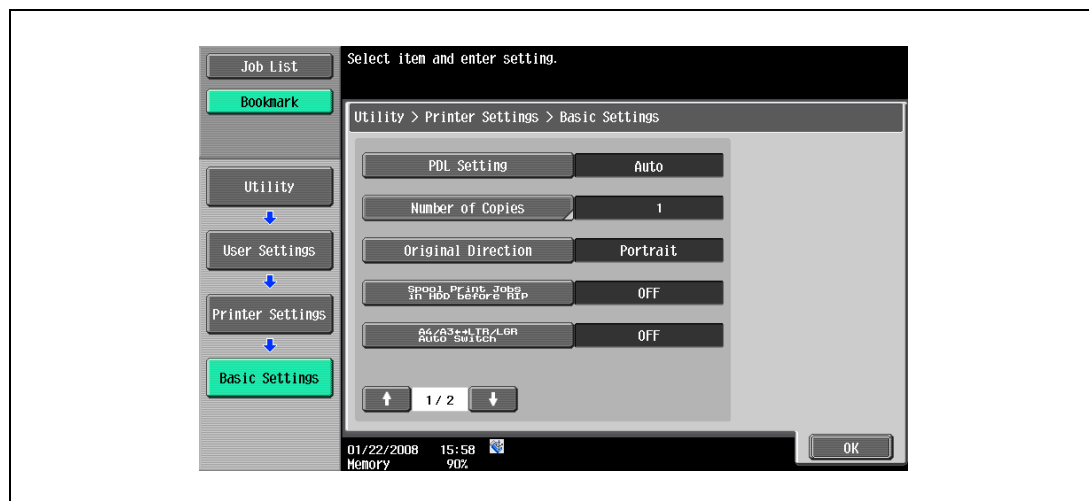 Job List
Bookmark
Select item and enter setting.
Utility > Printer Settings > Basic Settings
Utility
User Settings
Printer Settings
Basic Settings
PDL Setting
Auto
Number of Copies
1
Original Direction
Portrait
Spool Print Jobs
in HDD before RIP
OFF
A4/A3↔LTR/LGR
Auto Switch
OFF
1/ 2
01/22/2008 15:58
Memory 90%
OK